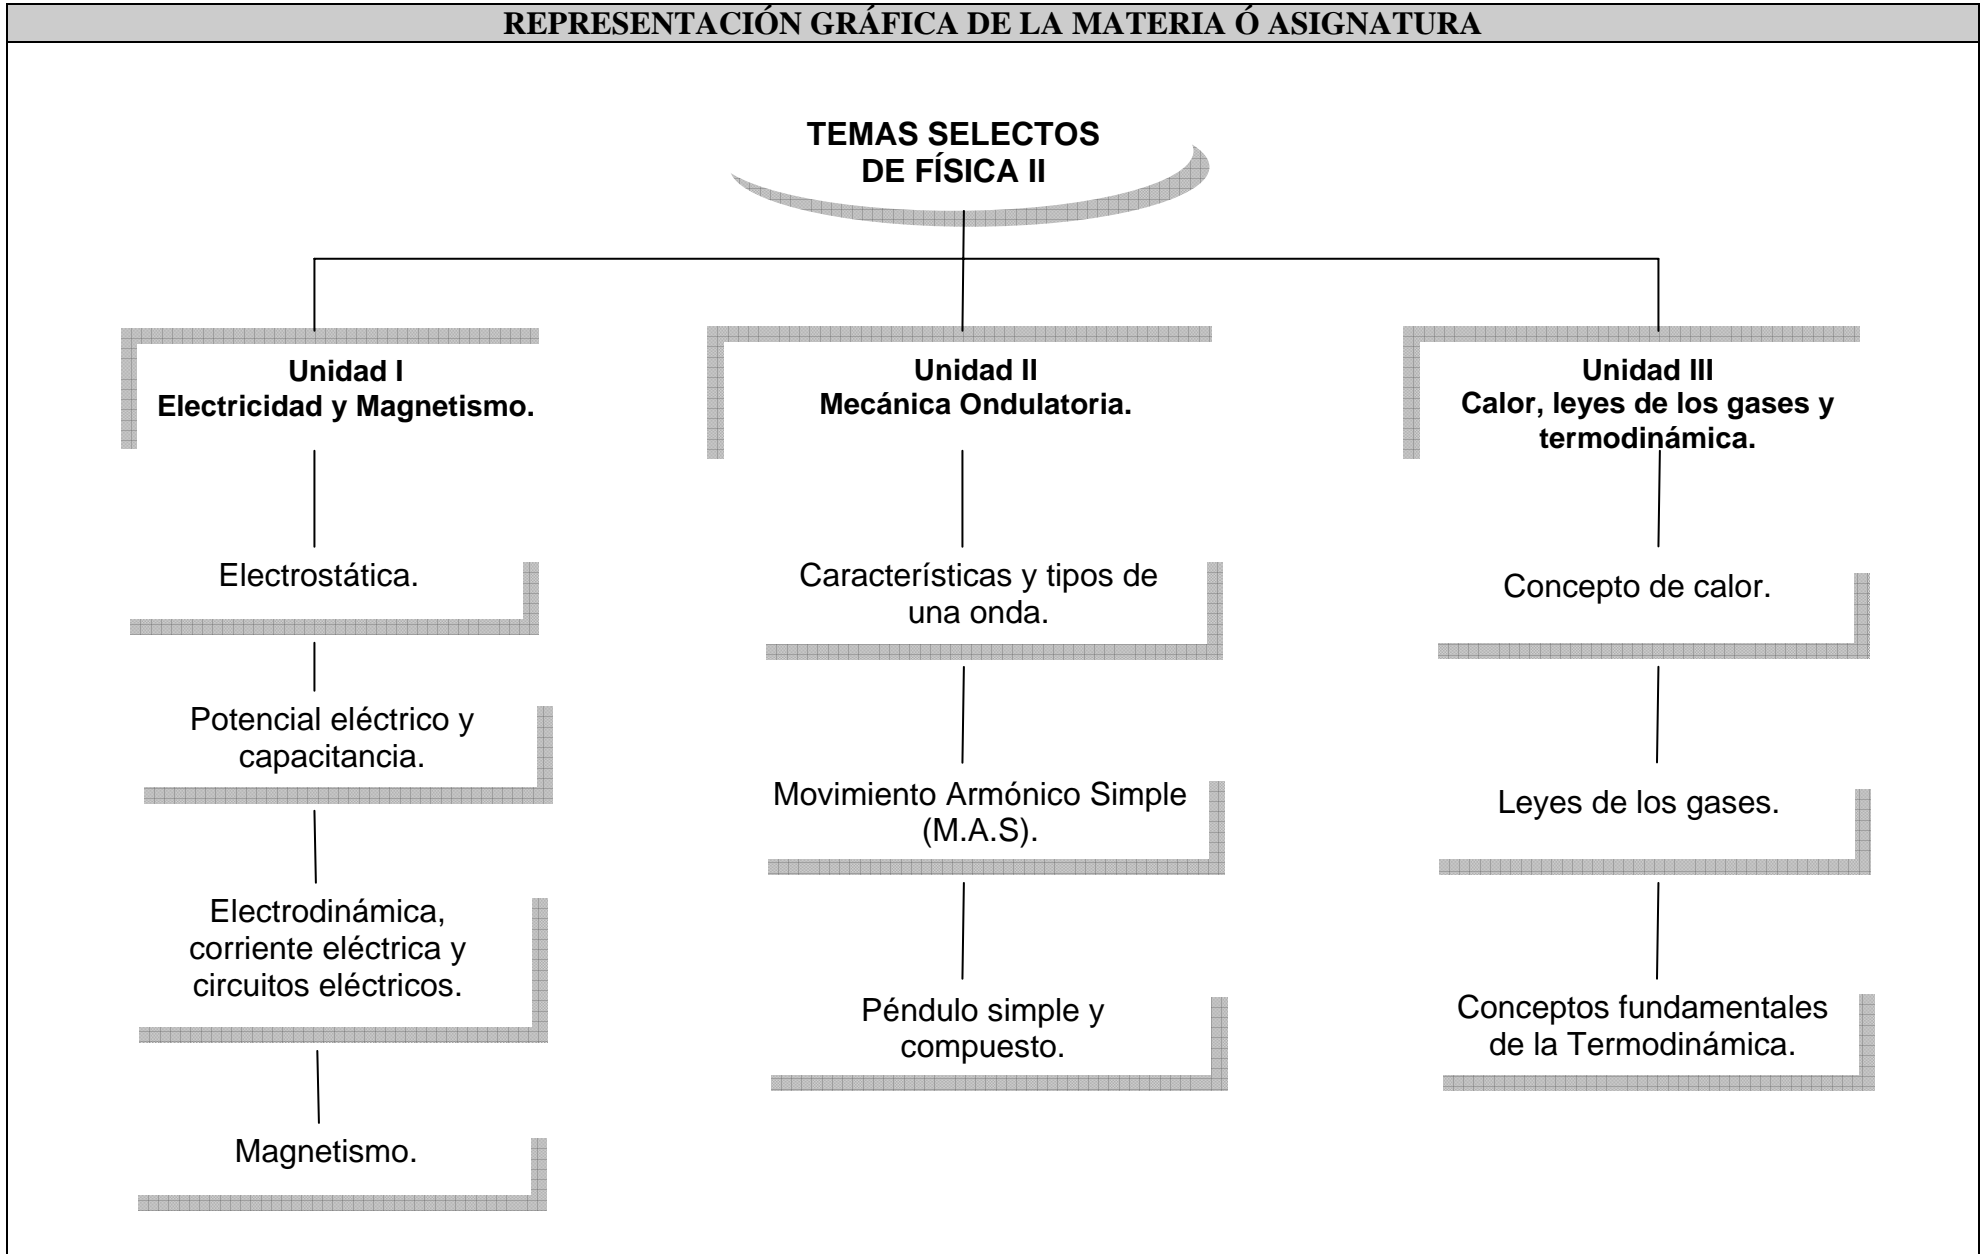 REPRESENTACIÓN GRÁFICA DE LA MATERIA Ó ASIGNATURA
TEMAS SELECTOS
DE FÍSICA II
Unidad I
Electricidad y Magnetismo.
Electrostática.
Potencial eléctrico y
capacitancia.
Electrodinámica,
corriente eléctrica y
circuitos eléctricos.
Magnetismo.
Unidad II
Mecánica Ondulatoria.
Características y tipos de
una onda.
Movimiento Armónico Simple
(M.A.S).
Péndulo simple y
compuesto.
Unidad III
Calor, leyes de los gases y
termodinámica.
Concepto de calor.
Leyes de los gases.
Conceptos fundamentales
de la Termodinámica.